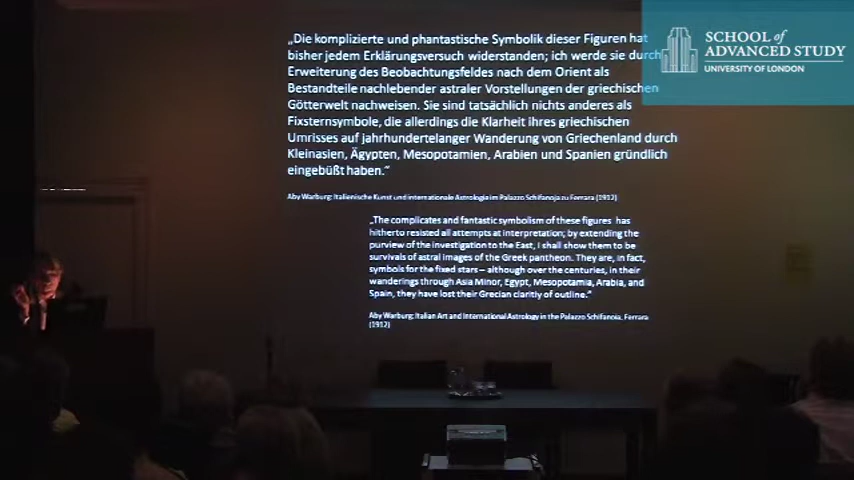 SCHOOL of
ADVANCED STUDY
UNIVERSITY OF LONDON
„Die komplizierte und phantastische Symbolik dieser Figuren hat
bisher jedem Erklärungsversuch widerstanden; ich werde sie durch
Erweiterung des Beobachtungsfeldes nach dem Orient als
Bestandteile nachlebender astraler Vorstellungen der griechischen
Götterwelt nachweisen. Sie sind tatsächlich nichts anderes als
Fixsternsymbole, die allerdings die Klarheit ihres griechischen
Umrisses auf jahrhundertelanger Wanderung von Griechenland durch
Kleinasien, Ägypten, Mesopotamien, Arabien und Spanien gründlich
eingebüßt haben.“
Aby Warburg: Italienische Kunst und internationale Astrologie im Palazzo Schifanoja zu Ferrara (1912)
„The complicates and fantastic symbolism of these figures has
hitherto resisted all attempts at interpretation; by extending the
purview of the investigation to the East, I shall show them to be
survivals of astral images of the Greek pantheon. They are, in fact,
symbols for the fixed stars – although over the centuries, in their
wanderings through Asia Minor, Egypt, Mesopotamia, Arabia, and
Spain, they have lost their Grecian claritiy of outline.“
Aby Warburg: Italian Art and International Astrology in the Palazzo Schifanoia, Ferrara
(1912)